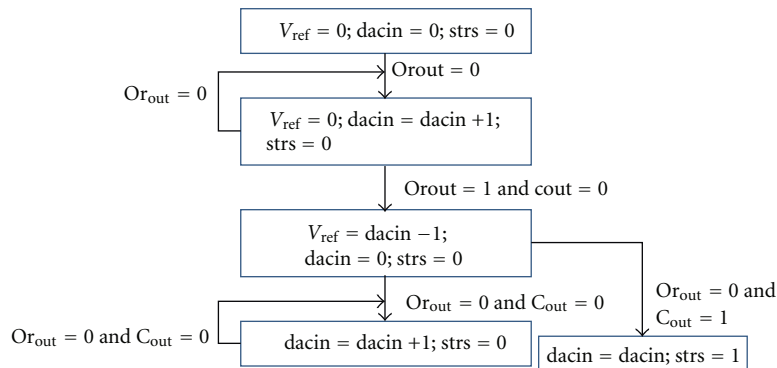 V_ref = 0; dacin = 0; strs = 0
Orout = 0
Or_out = 0
V_ref = 0; dacin = dacin +1;
strs = 0
Orout = 1 and cout = 0
V_ref = dacin −1;
dacin = 0; strs = 0
Or_out = 0 and C_out = 0
Or_out = 0 and
C_out = 1
Or_out = 0 and C_out = 0
dacin = dacin +1; strs = 0
dacin = dacin; strs = 1